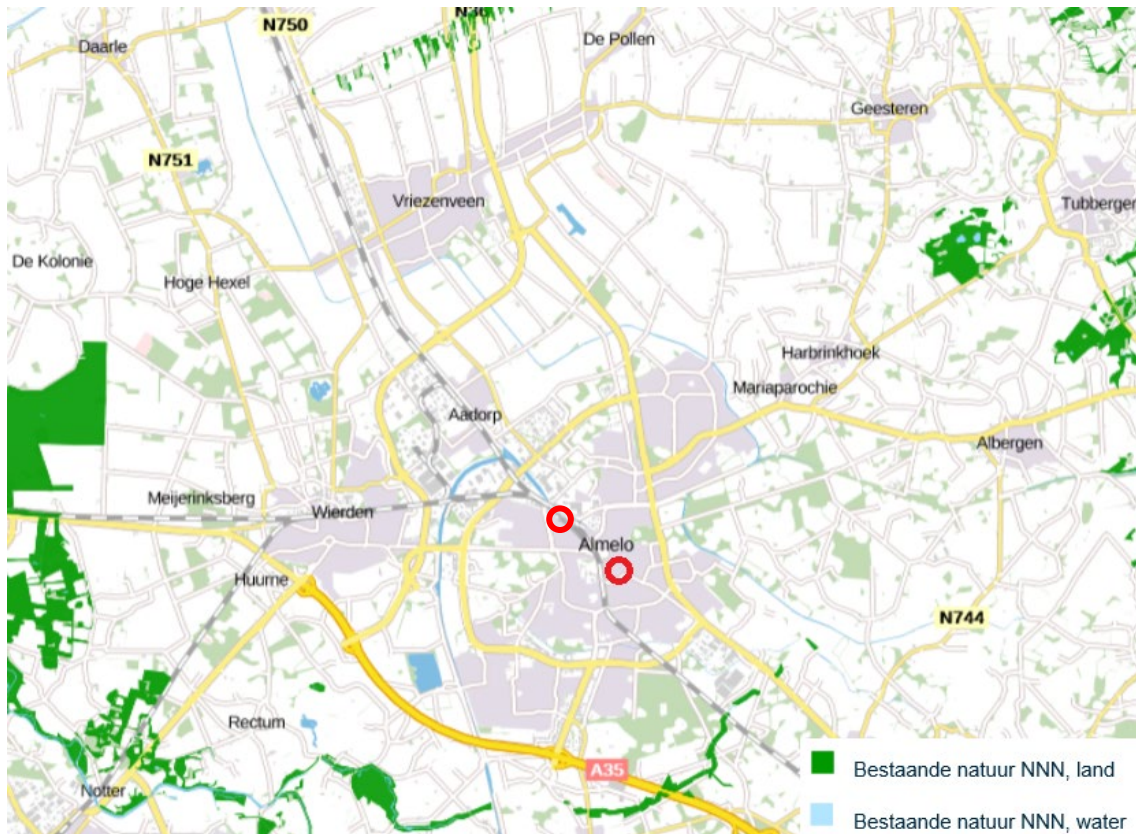 N750
N36
De Pollen
Daarle
Geesteren
N751
Vriezenveen
Tubbergen
De Kolonie
Hoge Hexel
Harbrinkhoek
Mariaparochie
Aadorp
Albergen
Meijerinksberg
Wierden
Almelo
Huurne
N744
Rectum
A35
Bestaande natuur NNN, land
Notter
Bestaande natuur NNN, water